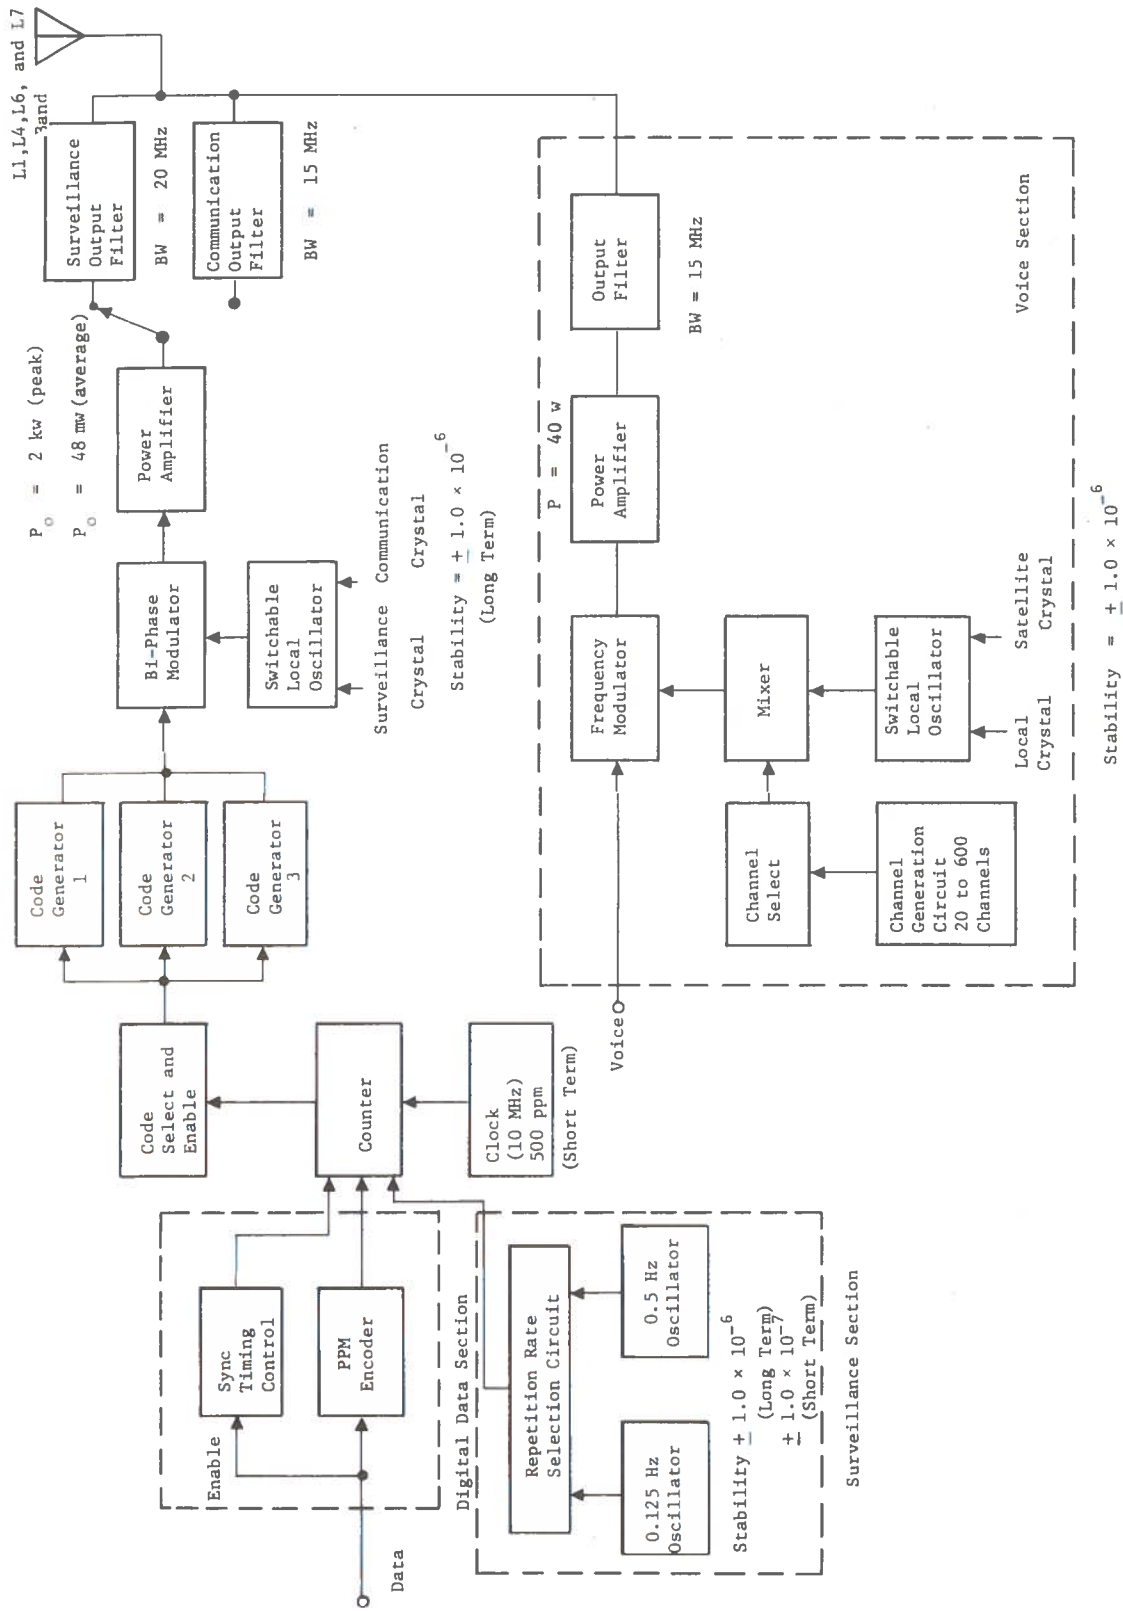 Data
Enable
Sync
Timing
Control
PPM
Encoder
Digital Data Section
Repetition Rate
Selection Circuit
0.125 Hz
Oscillator
0.5 Hz
Oscillator
Stability ± 1.0 × 10⁻⁶
(Long Term)
± 1.0 × 10⁻⁷
(Short Term)
Surveillance Section
Code
Select and
Enable
Counter
Clock
(10 MHz)
500 ppm
(Short Term)
Code
Generator
1
Code
Generator
2
Code
Generator
3
Bi-Phase
Modulator
Switchable
Local
Oscillator
Surveillance Communication
Crystal Crystal
Stability = ± 1.0 × 10⁻⁶
(Long Term)
P₀ = 2 kw (peak)
P₀ = 48 mw (average)
Power
Amplifier
L1,L4,L6, and L7
Band
Surveillance
Output
Filter
BW = 20 MHz
Communication
Output
Filter
BW = 15 MHz
Voice
Frequency
Modulator
P = 40 w
Power
Amplifier
Output
Filter
BW = 15 MHz
Channel
Select
Mixer
Channel
Generation
Circuit
20 to 600
Channels
Switchable
Local
Oscillator
Local
Crystal
Satellite
Crystal
Voice Section
Stability = ± 1.0 × 10⁻⁶